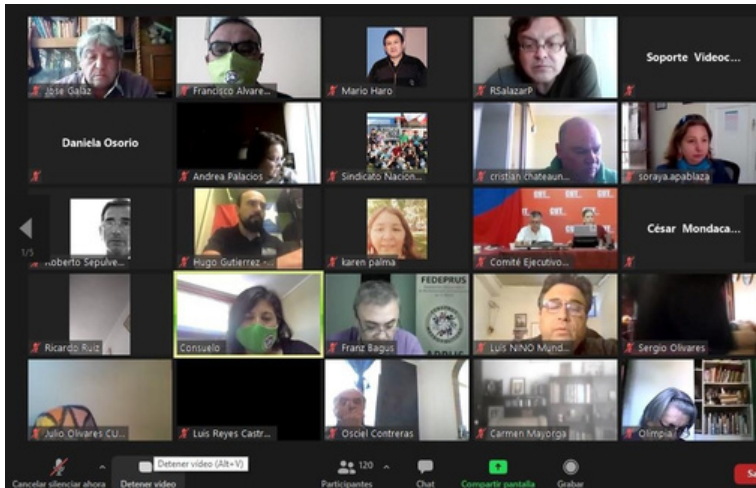 Jose Galaz
Francisco Alvare...
Mario Haro
RSalazarP
Soporte Videoc...
Daniela Osorio
Andrea Palacios
Sindicato Nacion...
cristian chateaun...
soraya.apablaza
1/5
Roberto Sepulve...
Hugo Gutierrez -...
karen palma
CUT
Comité Ejecutivo...
César Mondaca...
Ricardo Ruiz
Consuelo
FEDEPRUS
Franz Bagus
Luis NINO Mund...
Sergio Olivares
Julio Olivares CU...
Luis Reyes Castr...
Osciel Contreras
Carmen Mayorga
Olimpia
Detener vídeo (Alt+V)
120
Cancelar silenciar ahora
Detener vídeo
Participantes
Chat
Compartir pantalla
Grabar